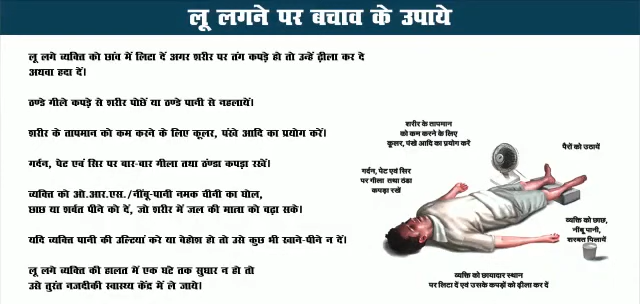 लू लगने पर बचाव के उपाये
लू लगे व्यक्ति को छांव में लिटा दें अगर शरीर पर तंग कपड़े हो तो उन्हें ढ़ीला कर दे
अथवा हटा दें।
ठण्डे गीले कपड़े से शरीर पोछें या ठण्डे पानी से नहलायें।
शरीर के तापमान को कम करने के लिए कूलर, पंखे आदि का प्रयोग करें।
गर्दन, पेट एवं सिर पर बार-बार गीला तथा ठंण्डा कपड़ा रखें।
व्यक्ति को ओ.आर.एस./नींबू-पानी नमक चीनी का घोल,
छाछ या शर्बत पीने को दें, जो शरीर में जल की मात्रा को बढ़ा सके।
यदि व्यक्ति पानी की उल्टियां करे या बेहोश हो तो उसे कुछ भी खाने-पीने न दें।
लू लगे व्यक्ति की हालत में एक घंटे तक सुधार न हो तो
उसे तुरंत नजदीकी स्वास्थ्य केंद्र में ले जाये।
शरीर के तापमान
को कम करने के लिए
कूलर, पंखे आदि का प्रयोग करें
पैरों को उठायें
गर्दन, पेट एवं सिर
पर गीला तथा ठंडा
कपड़ा रखें
व्यक्ति को छाछ,
नींबू पानी,
शरबत पिलायें
व्यक्ति को छायादार स्थान
पर लिटा दें एवं उसके कपड़ों को ढ़ीला कर दें